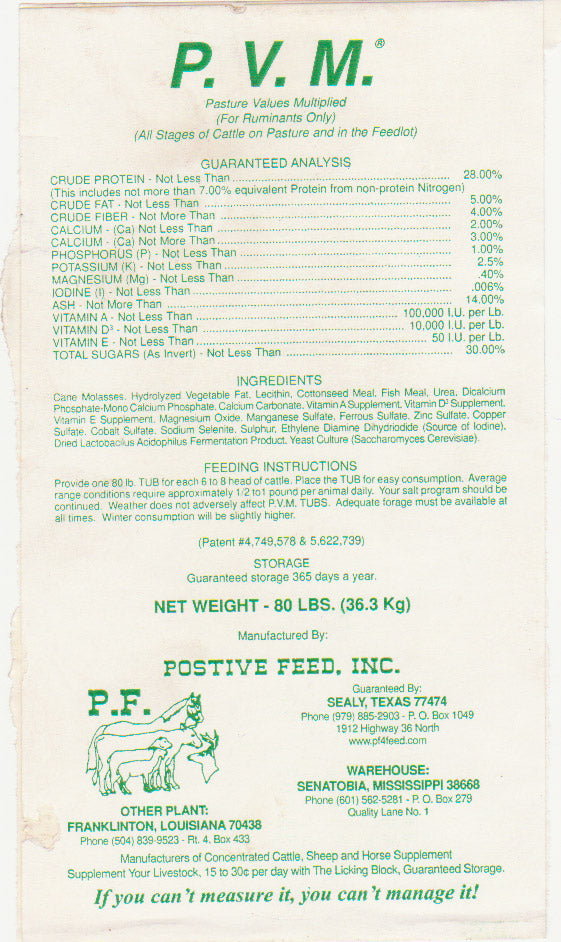 P. V. M.®
Pasture Values Multiplied
(For Ruminants Only)
(All Stages of Cattle on Pasture and in the Feedlot)
GUARANTEED ANALYSIS
CRUDE PROTEIN - Not Less Than ........ 28.00%
(This includes not more than 7.00% equivalent Protein from non-protein Nitrogen)
CRUDE FAT - Not Less Than ........ 5.00%
CRUDE FIBER - Not More Than ........ 4.00%
CALCIUM - (Ca) Not Less Than ........ 2.00%
CALCIUM - (Ca) Not More Than ........ 3.00%
PHOSPHORUS (P) - Not Less Than ........ 1.00%
POTASSIUM (K) - Not Less Than ........ 2.5%
MAGNESIUM (Mg) - Not Less Than ........ .40%
IODINE (I) - Not Less Than ........ .006%
ASH - Not More Than ........ 14.00%
VITAMIN A - Not Less Than ........ 100,000 I.U. per Lb.
VITAMIN D³ - Not Less Than ........ 10,000 I.U. per Lb.
VITAMIN E - Not Less Than ........ 50 I.U. per Lb.
TOTAL SUGARS (As Invert) - Not Less Than ........ 30.00%
INGREDIENTS
Cane Molasses, Hydrolyzed Vegetable Fat, Lecithin, Cottonseed Meal, Fish Meal, Urea, Dicalcium
Phosphate-Mono Calcium Phosphate, Calcium Carbonate, Vitamin A Supplement, Vitamin D³ Supplement,
Vitamin E Supplement, Magnesium Oxide, Manganese Sulfate, Ferrous Sulfate, Zinc Sulfate, Copper
Sulfate, Cobalt Sulfate, Sodium Selenite, Sulphur, Ethylene Diamine Dihydriodide (Source of Iodine),
Dried Lactobacilus Acidophilus Fermentation Product, Yeast Culture (Saccharomyces Cerevisiae).
FEEDING INSTRUCTIONS
Provide one 80 lb. TUB for each 6 to 8 head of cattle. Place the TUB for easy consumption. Average
range conditions require approximately 1/2 to1 pound per animal daily. Your salt program should be
continued. Weather does not adversely affect P.V.M. TUBS. Adequate forage must be available at
all times. Winter consumption will be slightly higher.
(Patent #4,749,578 & 5,622,739)
STORAGE
Guaranteed storage 365 days a year.
NET WEIGHT - 80 LBS. (36.3 Kg)
Manufactured By:
POSTIVE FEED, INC.
P.F.
Guaranteed By:
SEALY, TEXAS 77474
Phone (979) 885-2903 - P. O. Box 1049
1912 Highway 36 North
www.pf4feed.com
WAREHOUSE:
SENATOBIA, MISSISSIPPI 38668
Phone (601) 562-5281 - P. O. Box 279
Quality Lane No. 1
OTHER PLANT:
FRANKLINTON, LOUISIANA 70438
Phone (504) 839-9523 - Rt. 4, Box 433
Manufacturers of Concentrated Cattle, Sheep and Horse Supplement
Supplement Your Livestock, 15 to 30¢ per day with The Licking Block, Guaranteed Storage.
If you can't measure it, you can't manage it!